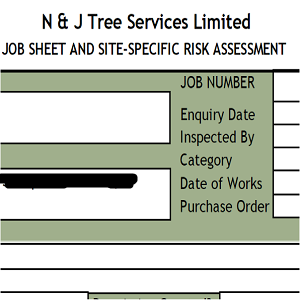 N & J Tree Services Limited
JOB SHEET AND SITE-SPECIFIC RISK ASSESSMENT
JOB NUMBER
Enquiry Date
Inspected By
Category
Date of Works
Purchase Order